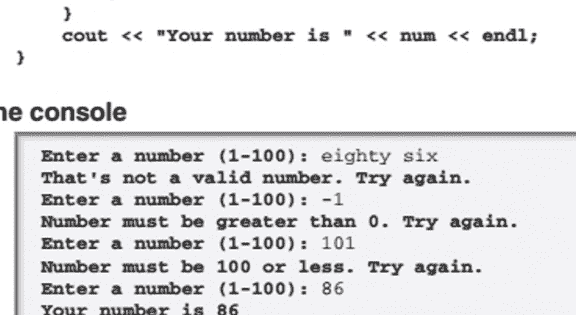 }
cout << "Your number is " << num << endl;
}
ne console
Enter a number (1-100): eighty six
That's not a valid number. Try again.
Enter a number (1-100): -1
Number must be greater than 0. Try again.
Enter a number (1-100): 101
Number must be 100 or less. Try again.
Enter a number (1-100): 86
Your number is 86